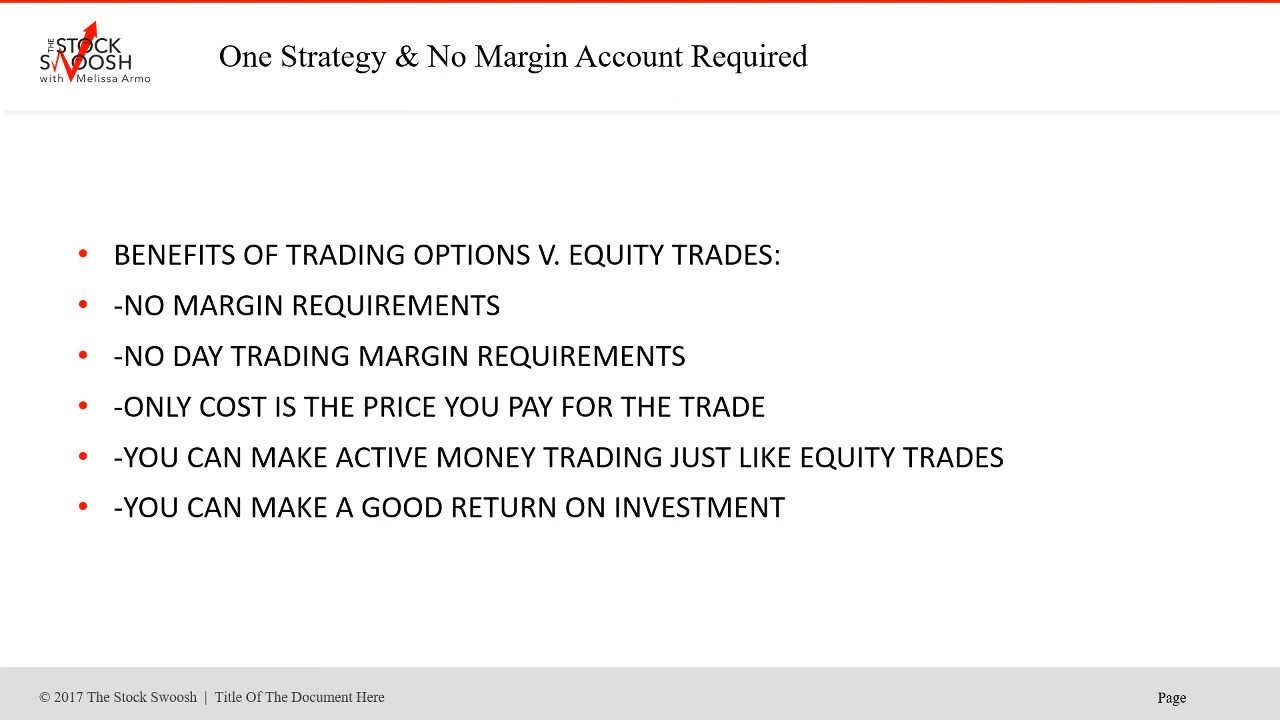 THE STOCK
SWOOSH
with Melissa Armo
One Strategy & No Margin Account Required
• BENEFITS OF TRADING OPTIONS V. EQUITY TRADES:
• -NO MARGIN REQUIREMENTS
• -NO DAY TRADING MARGIN REQUIREMENTS
• -ONLY COST IS THE PRICE YOU PAY FOR THE TRADE
• -YOU CAN MAKE ACTIVE MONEY TRADING JUST LIKE EQUITY TRADES
• -YOU CAN MAKE A GOOD RETURN ON INVESTMENT
© 2017 The Stock Swoosh | Title Of The Document Here
Page